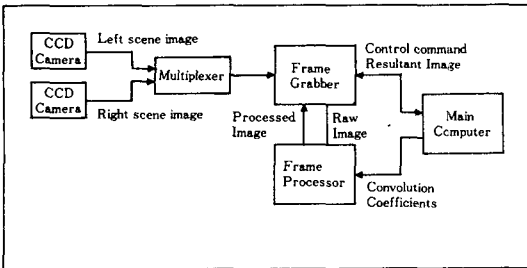 CCD
Camera
Left scene image
CCD
Camera
Right scene image
Multiplexer
Frame
Grabber
Control command
Resultant Image
Processed
Image
Raw
Image
Main
Computer
Frame
Processor
Convolution
Coefficients